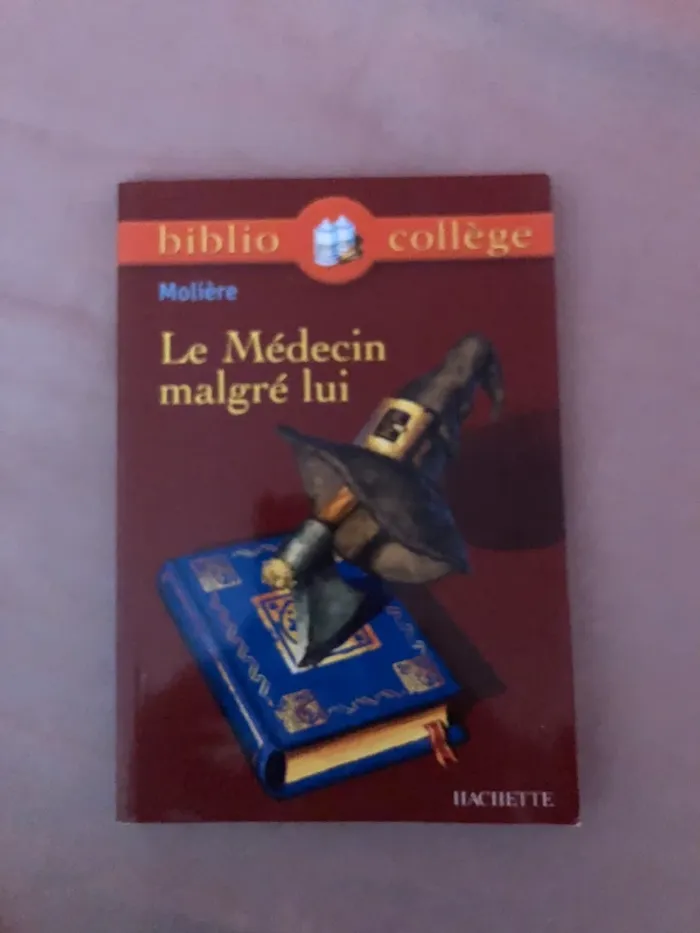 biblio collège
Molière
Le Médecin
malgré lui
HACHETTE